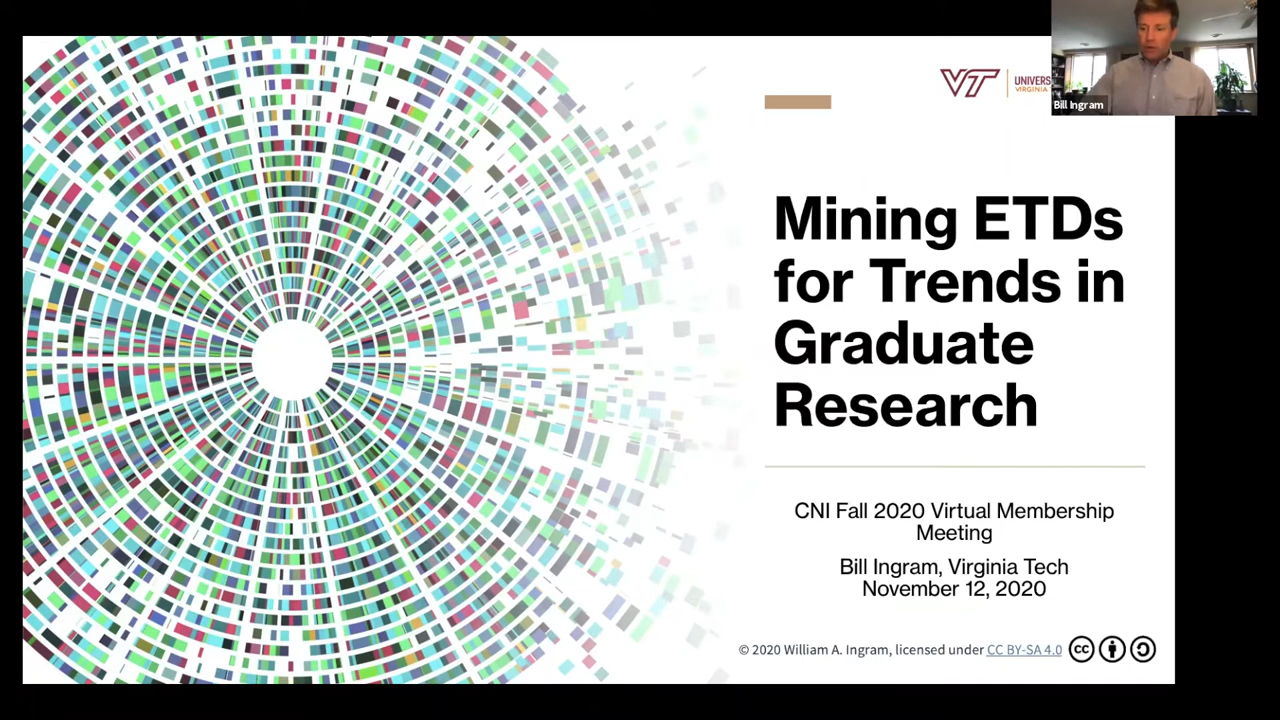 VT
VIRGINIA
Bill Ingram
Mining ETDs
for Trends in
Graduate
Research
CNI Fall 2020 Virtual Membership
Meeting
Bill Ingram, Virginia Tech
November 12, 2020
© 2020 William A. Ingram, licensed under CC BY-SA 4.0
cc